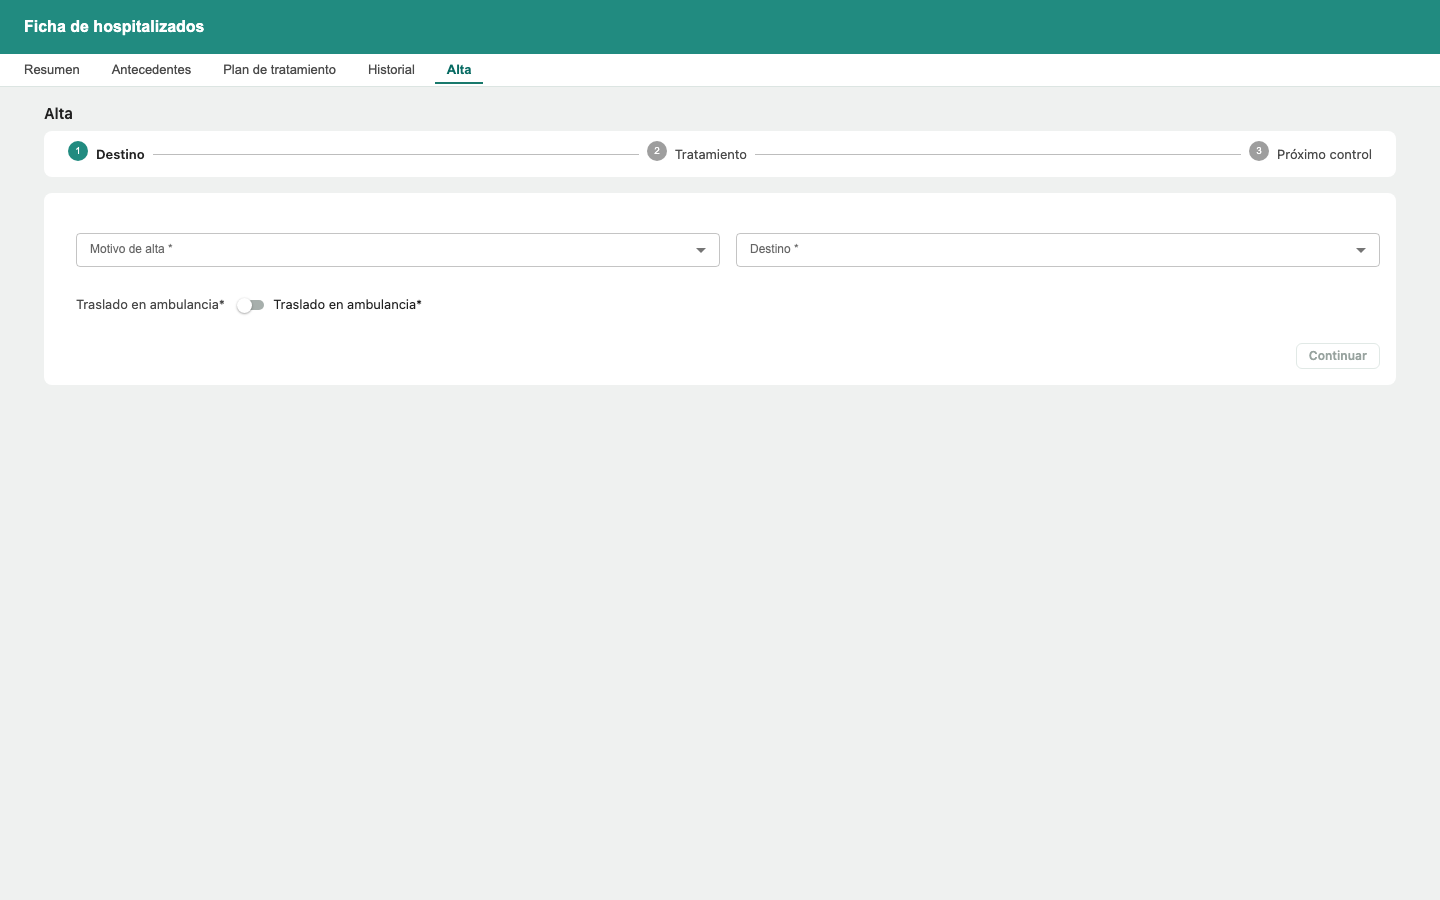 Ficha de hospitalizados
Resumen Antecedentes Plan de tratamiento Historial Alta
Alta
1 Destino 2 Tratamiento 3 Próximo control
Motivo de alta * Destino *
Traslado en ambulancia* Traslado en ambulancia*
Continuar